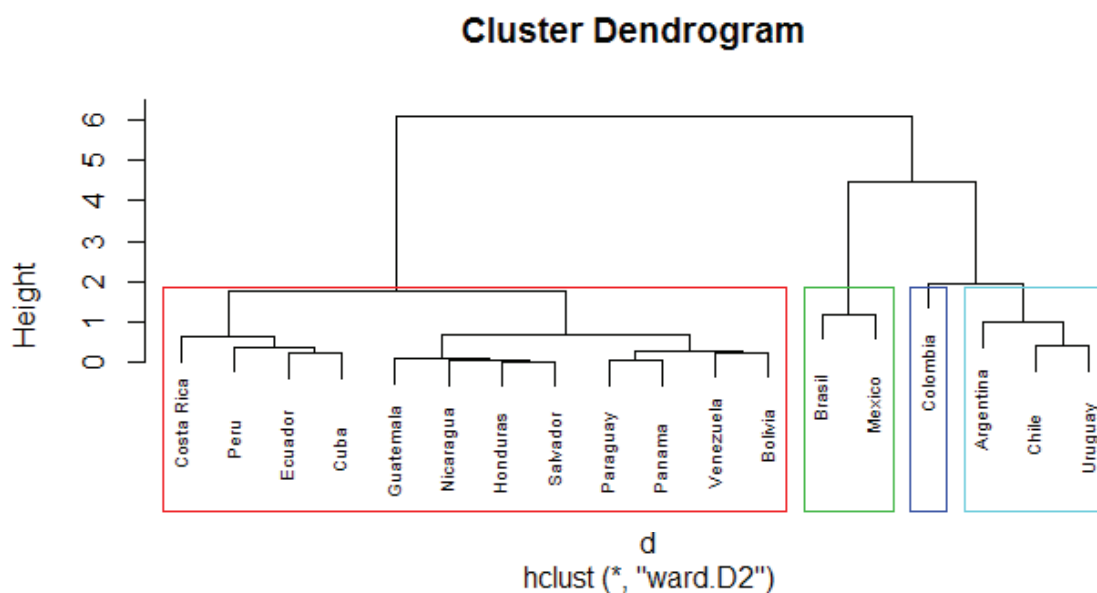 Cluster Dendrogram
Height
6
5
4
3
2
1
0
Costa Rica
Peru
Ecuador
Cuba
Guatemala
Nicaragua
Honduras
Salvador
Paraguay
Panama
Venezuela
Bolivia
Brasil
Mexico
Colombia
Argentina
Chile
Uruguay
d
hclust (*, "ward.D2")